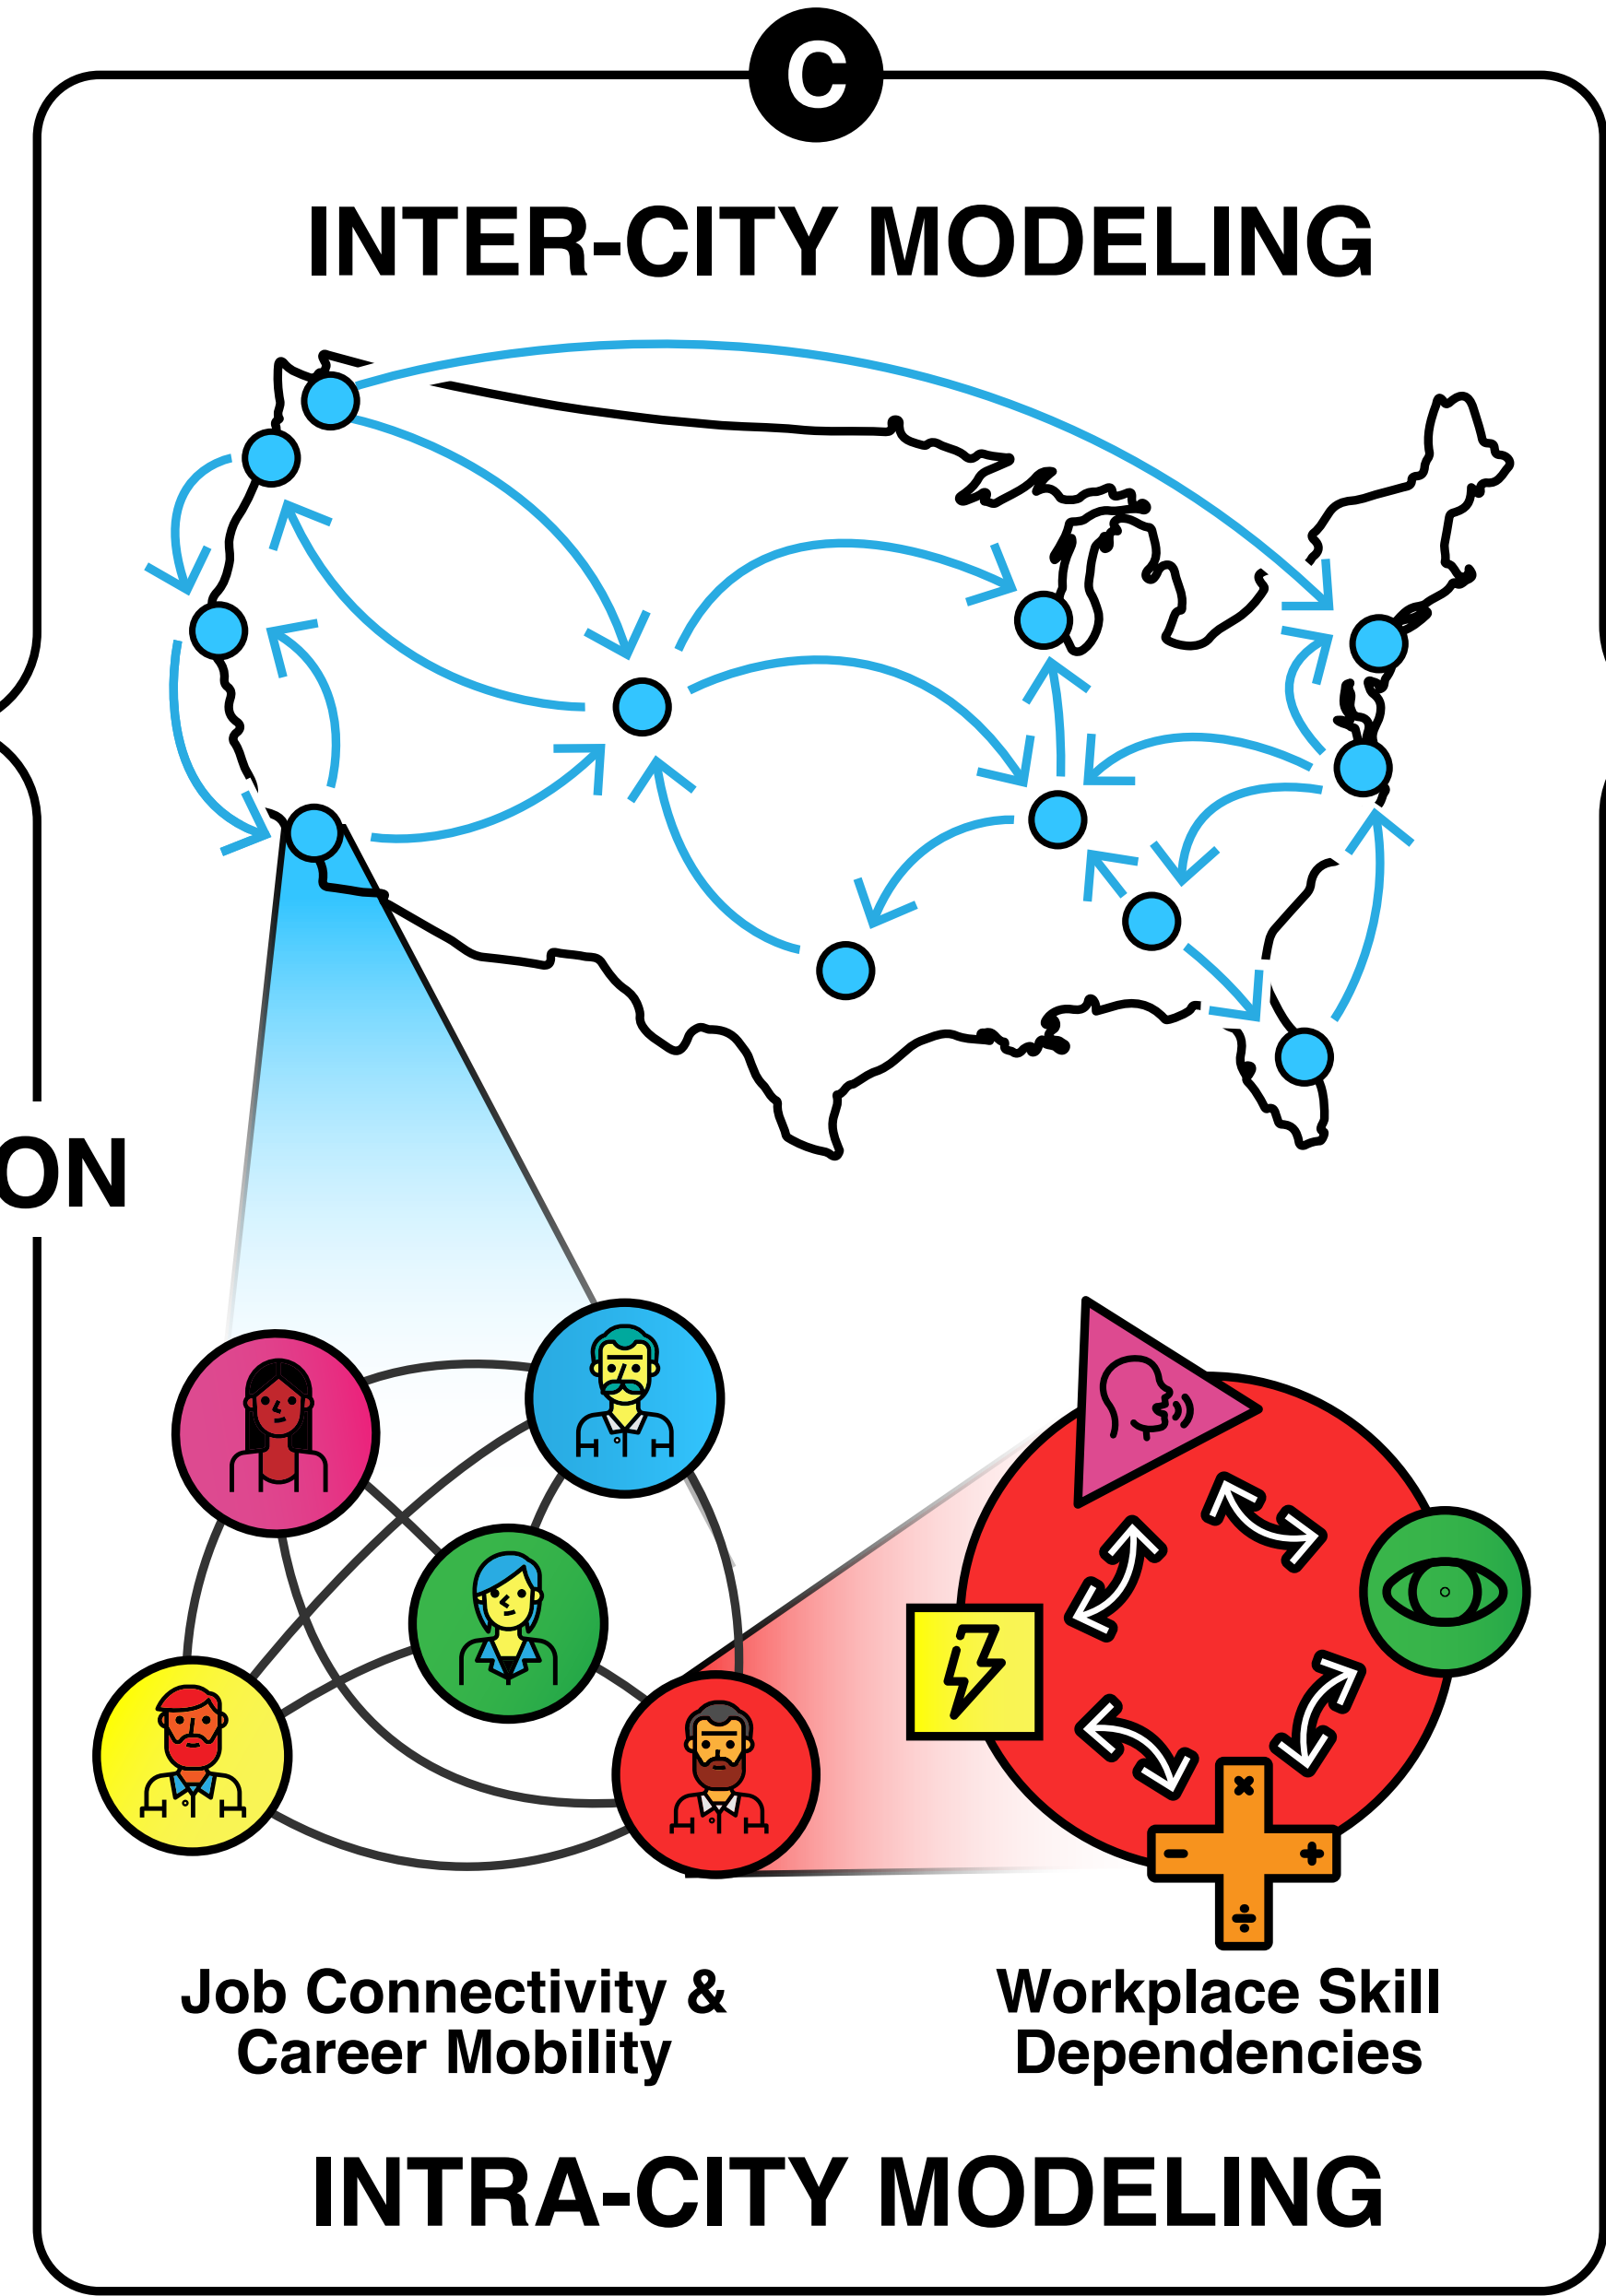 C
INTER-CITY MODELING
ON
Job Connectivity &
Career Mobility
Workplace Skill
Dependencies
INTRA-CITY MODELING